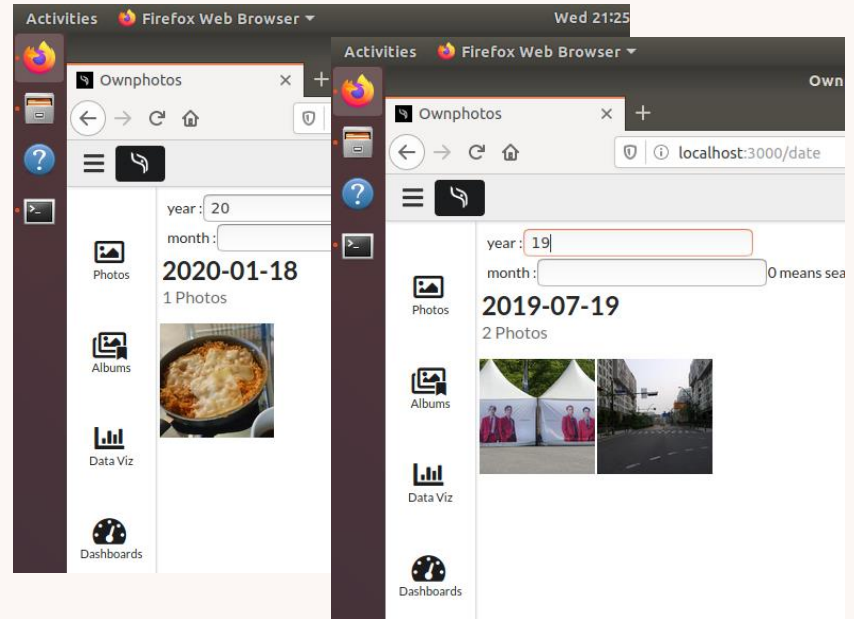 Activities Firefox Web Browser Wed 21:25
Ownphotos
year : 20
month :
2020-01-18
1 Photos
Photos
Albums
Data Viz
Dashboards
Activities Firefox Web Browser
Own
Ownphotos
localhost:3000/date
year : 19
month : 0 means sea
2019-07-19
2 Photos
Photos
Albums
Data Viz
Dashboards